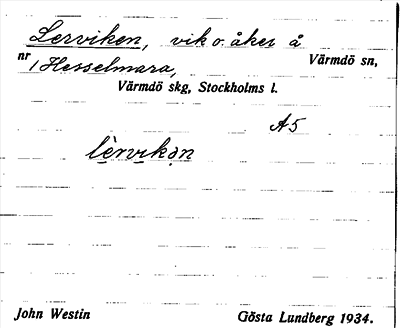 Lerviken, vik o. åker å
nr 1 Hesselmara, Värmdö sn,
Värmdö skg, Stockholms l.
A5
lèrvikən
John Westin Gösta Lundberg 1934.